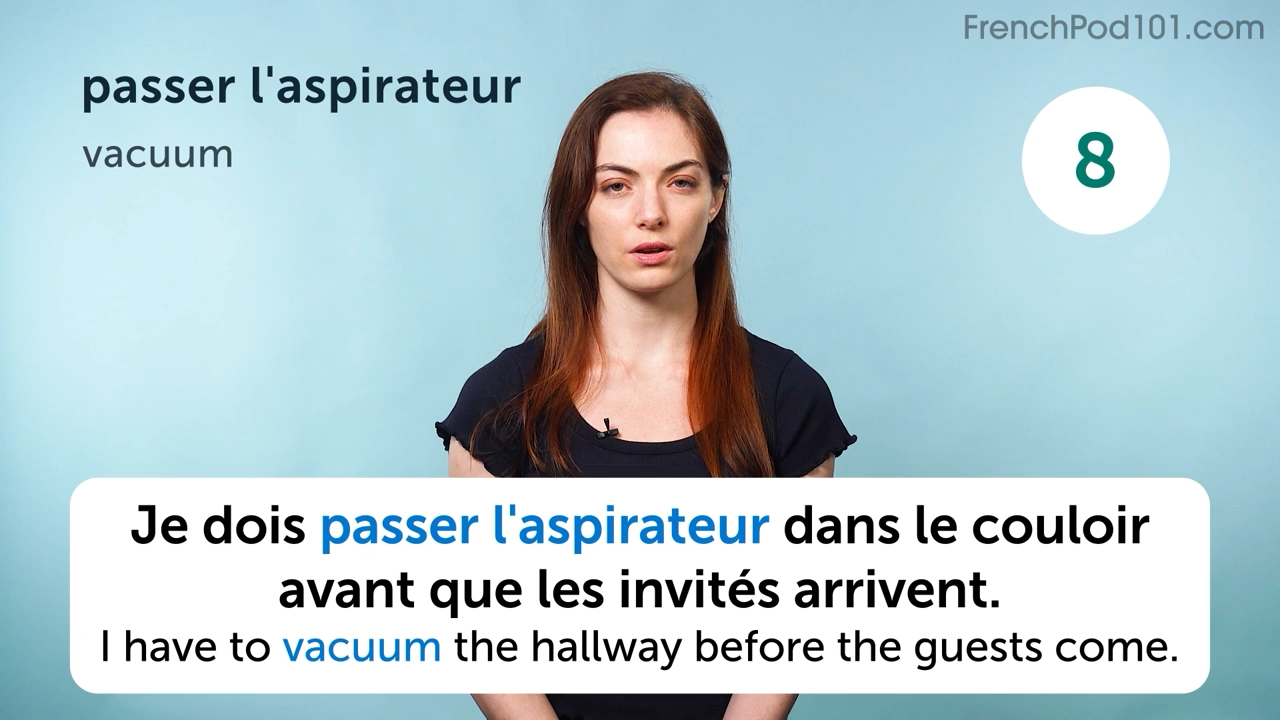 FrenchPod101.com
passer l'aspirateur
vacuum
8
Je dois passer l'aspirateur dans le couloir
avant que les invités arrivent.
I have to vacuum the hallway before the guests come.